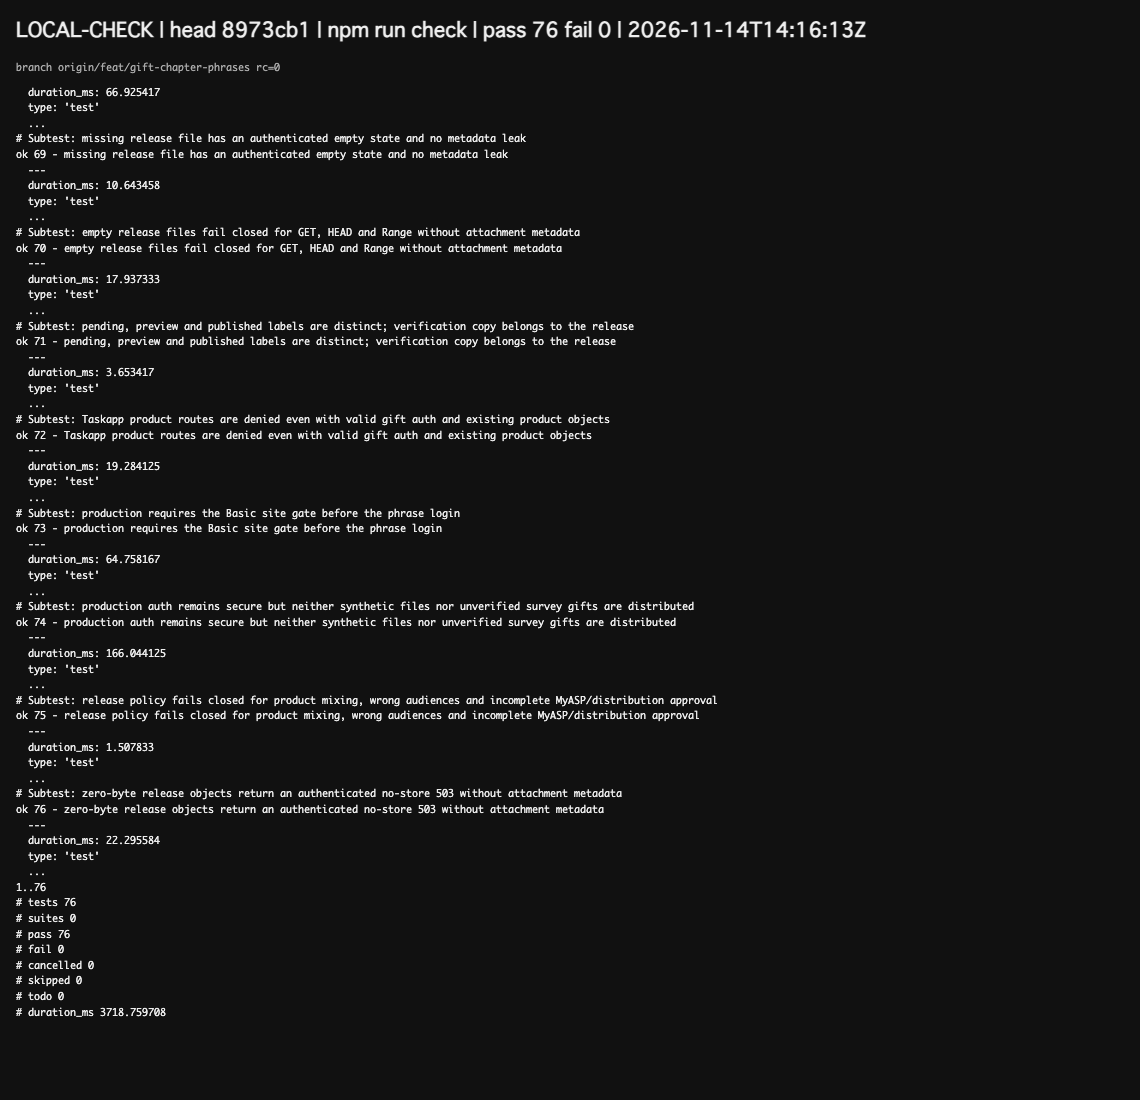 LOCAL-CHECK | head 8973cb1 | npm run check | pass 76 fail 0 | 2026-11-14T14:16:13Z
branch origin/feat/gift-chapter-phrases rc=0
  duration_ms: 66.925417
  type: 'test'
  ...
# Subtest: missing release file has an authenticated empty state and no metadata leak
ok 69 - missing release file has an authenticated empty state and no metadata leak
  ---
  duration_ms: 10.643458
  type: 'test'
  ...
# Subtest: empty release files fail closed for GET, HEAD and Range without attachment metadata
ok 70 - empty release files fail closed for GET, HEAD and Range without attachment metadata
  ---
  duration_ms: 17.937333
  type: 'test'
  ...
# Subtest: pending, preview and published labels are distinct; verification copy belongs to the release
ok 71 - pending, preview and published labels are distinct; verification copy belongs to the release
  ---
  duration_ms: 3.653417
  type: 'test'
  ...
# Subtest: Taskapp product routes are denied even with valid gift auth and existing product objects
ok 72 - Taskapp product routes are denied even with valid gift auth and existing product objects
  ---
  duration_ms: 19.284125
  type: 'test'
  ...
# Subtest: production requires the Basic site gate before the phrase login
ok 73 - production requires the Basic site gate before the phrase login
  ---
  duration_ms: 64.758167
  type: 'test'
  ...
# Subtest: production auth remains secure but neither synthetic files nor unverified survey gifts are distributed
ok 74 - production auth remains secure but neither synthetic files nor unverified survey gifts are distributed
  ---
  duration_ms: 166.044125
  type: 'test'
  ...
# Subtest: release policy fails closed for product mixing, wrong audiences and incomplete MyASP/distribution approval
ok 75 - release policy fails closed for product mixing, wrong audiences and incomplete MyASP/distribution approval
  ---
  duration_ms: 1.507833
  type: 'test'
  ...
# Subtest: zero-byte release objects return an authenticated no-store 503 without attachment metadata
ok 76 - zero-byte release objects return an authenticated no-store 503 without attachment metadata
  ---
  duration_ms: 22.295584
  type: 'test'
  ...
1..76
# tests 76
# suites 0
# pass 76
# fail 0
# cancelled 0
# skipped 0
# todo 0
# duration_ms 3718.759708